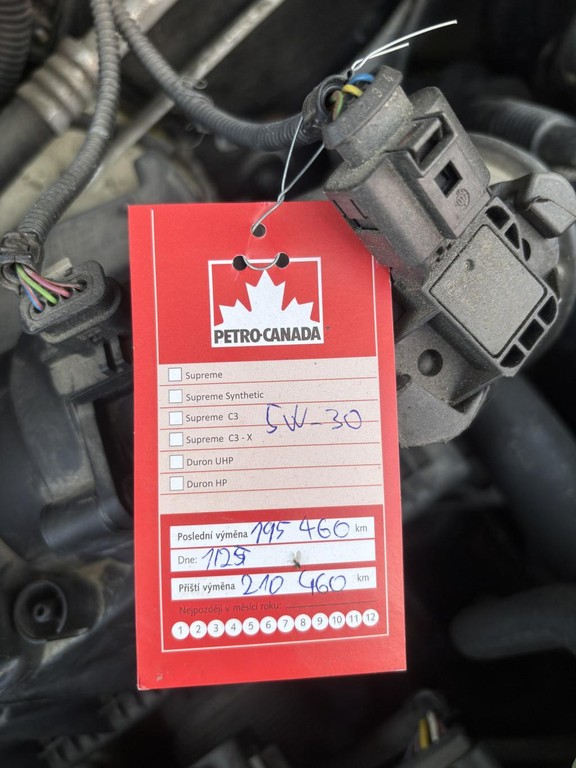 PETRO-CANADA
Supreme
Supreme Synthetic
Supreme C3
5W-30
Supreme C3 - X
Duron UHP
Duron HP
Poslední výměna 195 460 km
Dne:
Příští výměna 210 460 km
Nejpozději v měsíci roku:
1 2 3 4 5 6 7 8 9 10 11 12